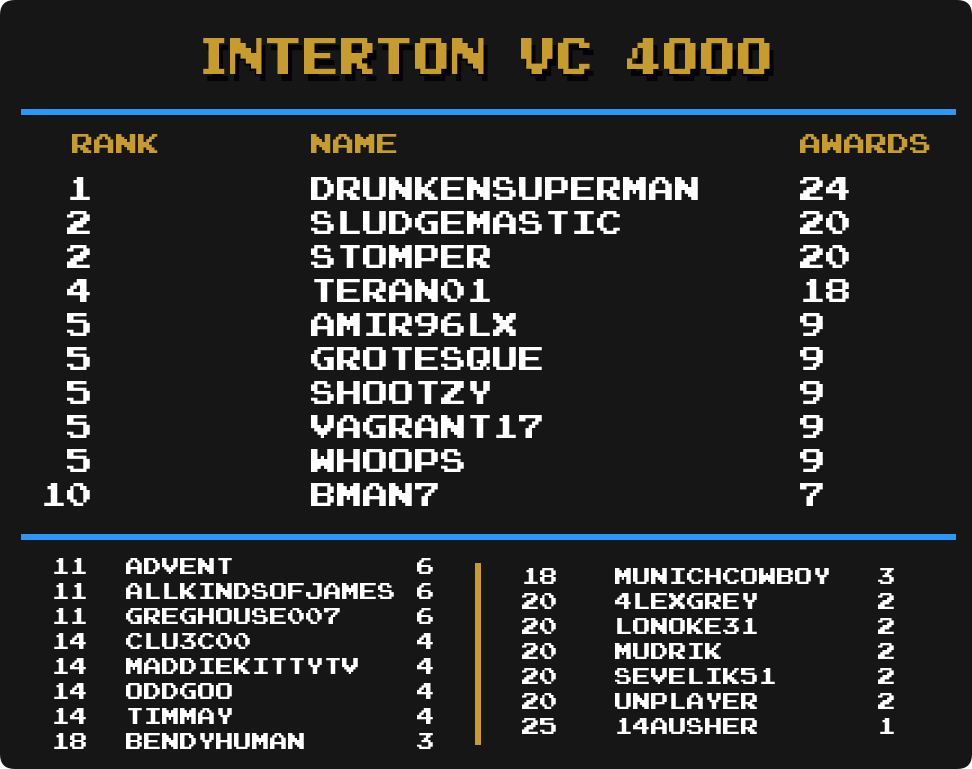 INTERTON VC 4000
RANK NAME AWARDS
1 DRUNKENSUPERMAN 24
2 SLUDGEMASTIC 20
2 STOMPER 20
4 TERAN01 18
5 AMIR96LX 9
5 GROTESQUE 9
5 SHOOTZY 9
5 VAGRANT17 9
5 WHOOPS 9
10 BMAN7 7
11 ADVENT 6
11 ALLKINDSOFJAMES 6
11 GREGHOUSE007 6
14 CLU3C00 4
14 MADDIEKITTYTV 4
14 ODDGOO 4
14 TIMMAY 4
18 BENDYHUMAN 3
18 MUNICHCOWBOY 3
20 4LEXGREY 2
20 LONOKE31 2
20 MUDRIK 2
20 SEVELIK51 2
20 UNPLAYER 2
25 14AUSHER 1